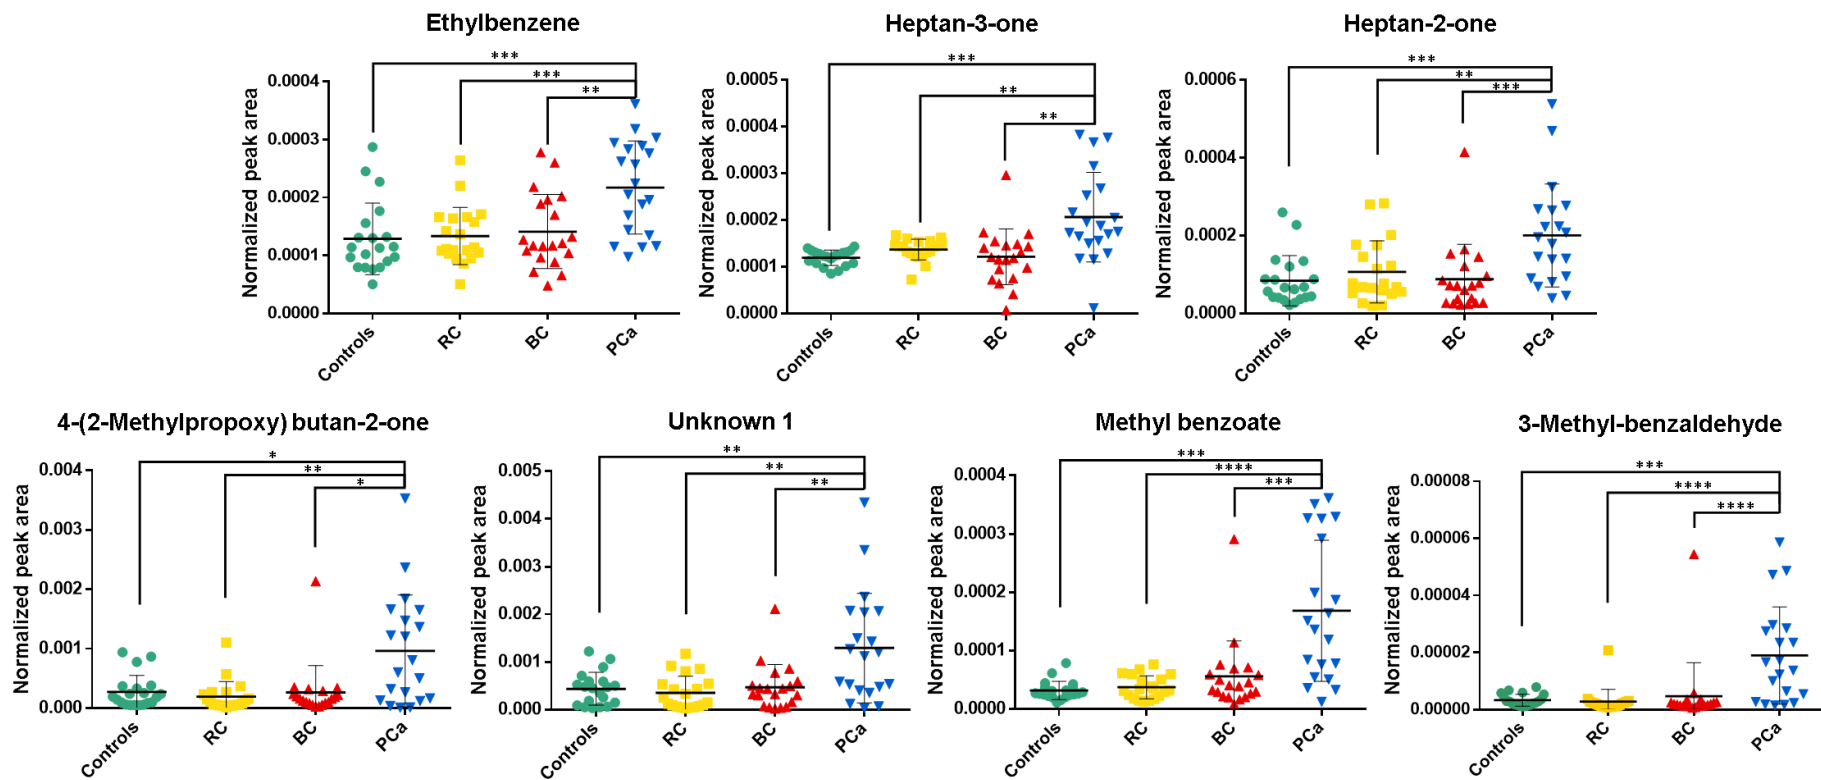 Ethylbenzene
Normalized peak area
0.0004
0.0003
0.0002
0.0001
0.0000
***
***
**
Controls
RC
BC
PCa
Heptan-3-one
Normalized peak area
0.0005
0.0004
0.0003
0.0002
0.0001
0.0000
***
**
**
Controls
RC
BC
PCa
Heptan-2-one
Normalized peak area
0.0006
0.0004
0.0002
0.0000
***
**
***
Controls
RC
BC
PCa
4-(2-Methylpropoxy) butan-2-one
Normalized peak area
0.004
0.003
0.002
0.001
0.000
*
**
*
Controls
RC
BC
PCa
Unknown 1
Normalized peak area
0.005
0.004
0.003
0.002
0.001
0.000
**
**
**
Controls
RC
BC
PCa
Methyl benzoate
Normalized peak area
0.0004
0.0003
0.0002
0.0001
0.0000
***
****
***
Controls
RC
BC
PCa
3-Methyl-benzaldehyde
Normalized peak area
0.00008
0.00006
0.00004
0.00002
0.00000
***
****
****
Controls
RC
BC
PCa